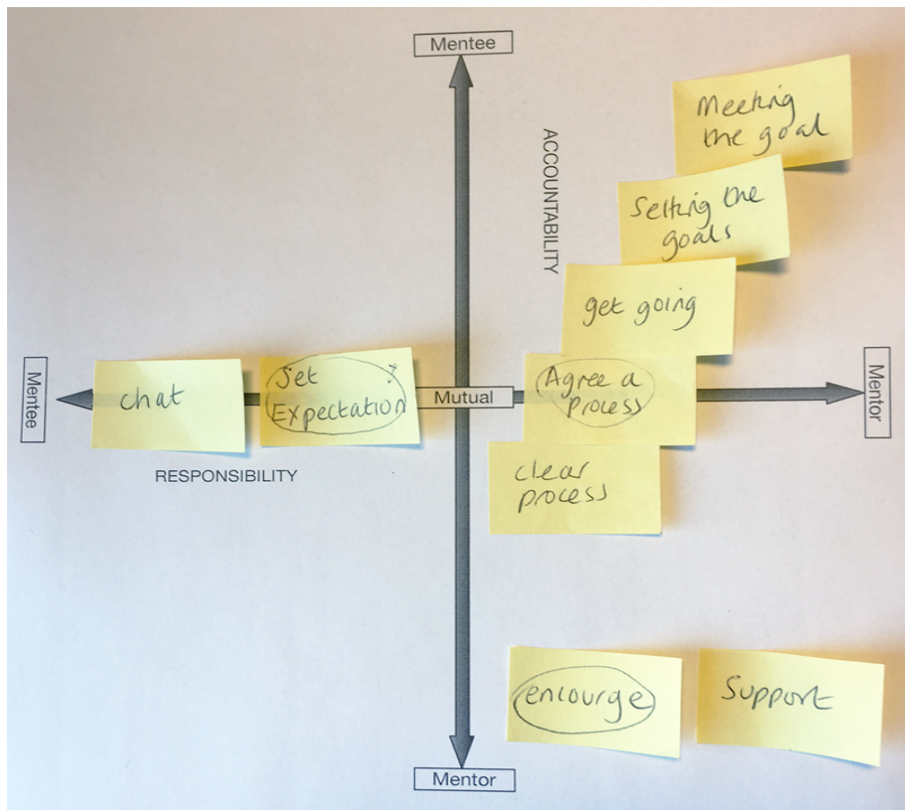 Mentee
Meeting
the goal
ACCOUNTABILITY
Setting the
goals
get going
Mentee
chat
Set
Expectation
Mutual
Agree a
process
Mentor
RESPONSIBILITY
clear
process
encourge
Support
Mentor